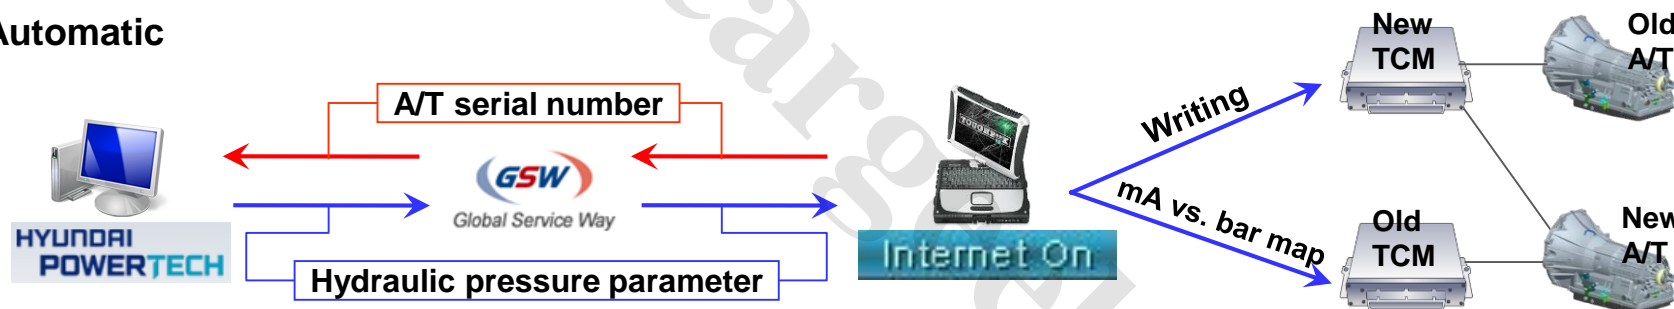 Automatic
A/T serial number
GSW
Global Service Way
HYUNDAI
POWERTECH
Hydraulic pressure parameter
TOUGHBOOK
Internet On
Writing
mA vs. bar map
New
TCM
Old
A/T
Old
TCM
New
A/T